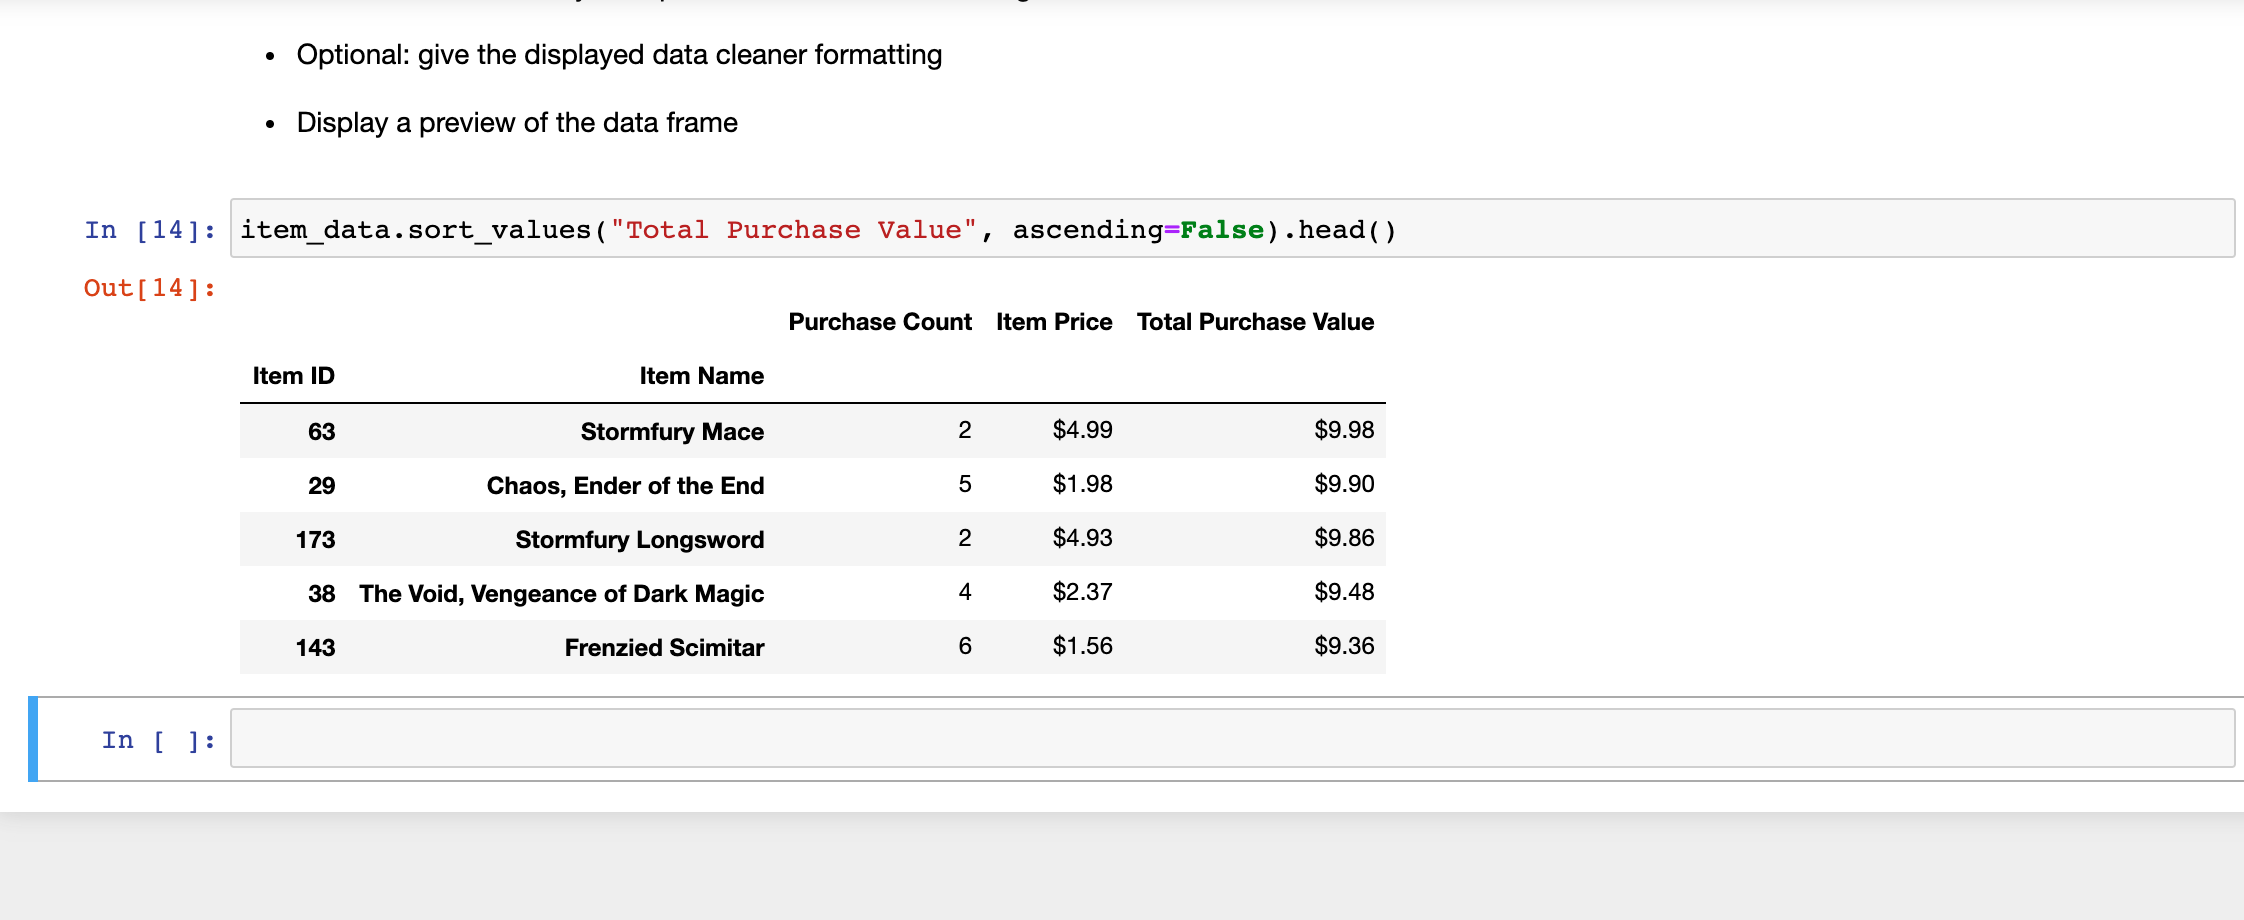 • Optional: give the displayed data cleaner formatting
• Display a preview of the data frame
In [14]: item_data.sort_values("Total Purchase Value", ascending=False).head()
Out[14]:
Purchase Count Item Price Total Purchase Value
Item ID Item Name
63 Stormfury Mace 2 $4.99 $9.98
29 Chaos, Ender of the End 5 $1.98 $9.90
173 Stormfury Longsword 2 $4.93 $9.86
38 The Void, Vengeance of Dark Magic 4 $2.37 $9.48
143 Frenzied Scimitar 6 $1.56 $9.36
In [ ]: